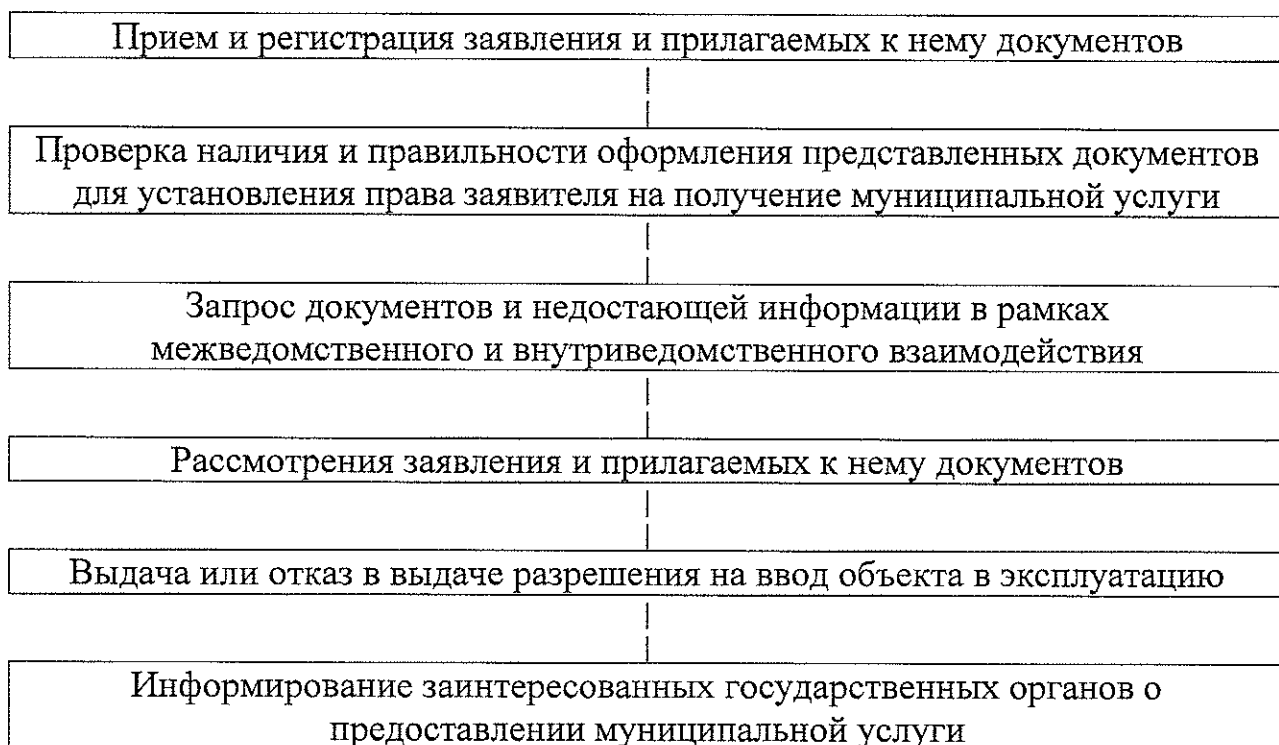 Прием и регистрация заявления и прилагаемых к нему документов
Проверка наличия и правильности оформления представленных документов
для установления права заявителя на получение муниципальной услуги
Запрос документов и недостающей информации в рамках
межведомственного и внутриведомственного взаимодействия
Рассмотрения заявления и прилагаемых к нему документов
Выдача или отказ в выдаче разрешения на ввод объекта в эксплуатацию
Информирование заинтересованных государственных органов о
предоставлении муниципальной услуги